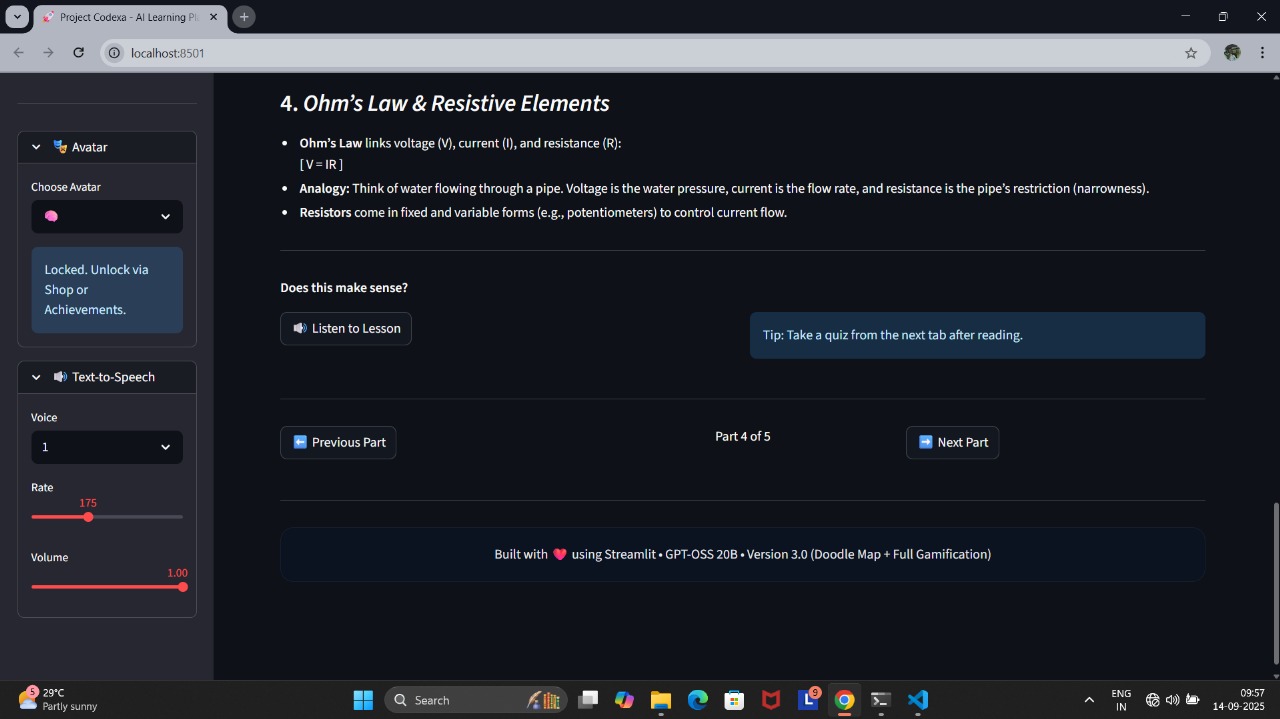 Project Codexa - AI Learning Pl
localhost:8501
Avatar
Choose Avatar
Locked. Unlock via
Shop or
Achievements.
Text-to-Speech
Voice
1
Rate
175
Volume
1.00
4. Ohm’s Law & Resistive Elements
Ohm’s Law links voltage (V), current (I), and resistance (R):
[ V = IR ]
Analogy: Think of water flowing through a pipe. Voltage is the water pressure, current is the flow rate, and resistance is the pipe’s restriction (narrowness).
Resistors come in fixed and variable forms (e.g., potentiometers) to control current flow.
Does this make sense?
Listen to Lesson
Tip: Take a quiz from the next tab after reading.
Previous Part
Part 4 of 5
Next Part
Built with ❤️ using Streamlit • GPT-OSS 20B • Version 3.0 (Doodle Map + Full Gamification)
5
29°C
Partly sunny
Search
L
9
ENG
IN
09:57
14-09-2025